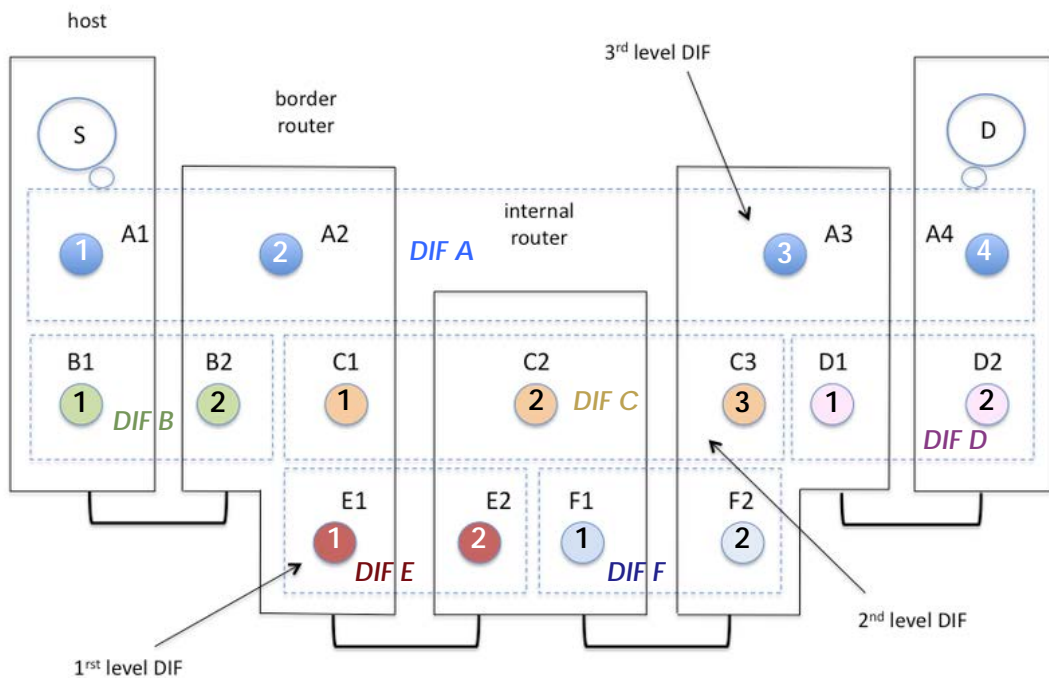 host
3rd level DIF
S
border
router
D
internal
router
A1
1
2
A2
DIF A
3
A3
A4
4
B1
B2
C1
C2
C3
D1
D2
1
DIF B
2
1
2
DIF C
3
1
2
DIF D
E1
E2
F1
F2
1
DIF E
2
1
DIF F
2
2nd level DIF
1rst level DIF